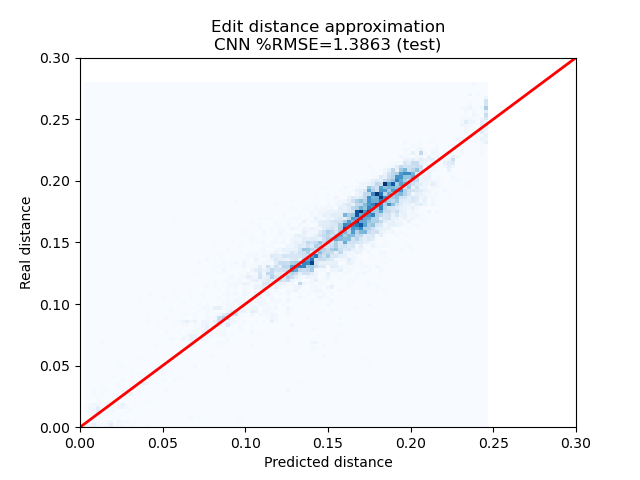 Edit distance approximation
CNN %RMSE=1.3863 (test)
0.30
0.25
0.20
0.15
0.10
0.05
0.00
Real distance
0.00 0.05 0.10 0.15 0.20 0.25 0.30
Predicted distance